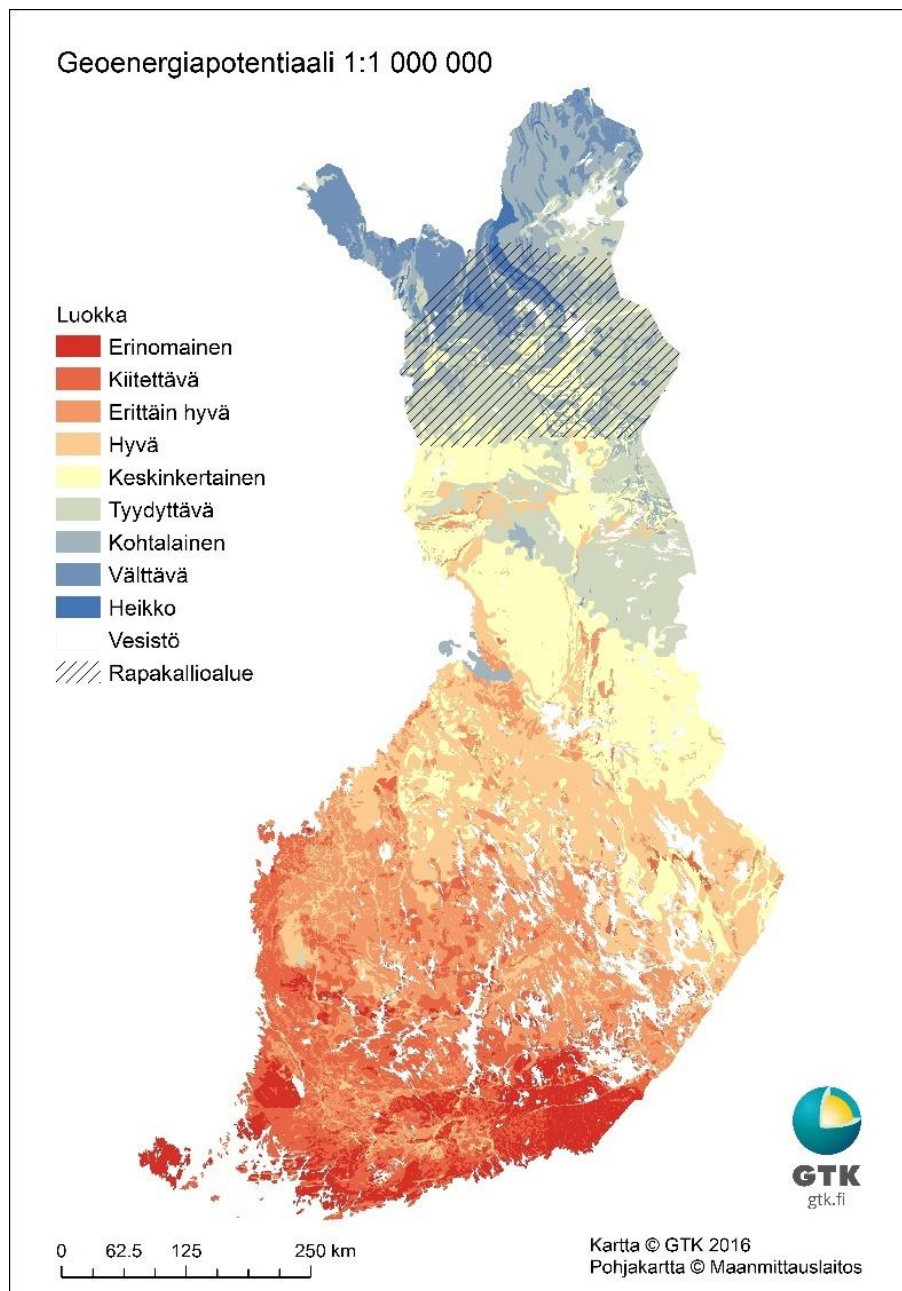 Geoenergiapotentiaali 1:1 000 000
Luokka
Erinomainen
Kiitettävä
Erittäin hyvä
Hyvä
Keskinkertainen
Tyydyttävä
Kohtalainen
Välttävä
Heikko
Vesistö
Rapakallioalue
GTK
gtk.fi
0 62.5 125 250 km
Kartta © GTK 2016
Pohjakartta © Maanmittauslaitos